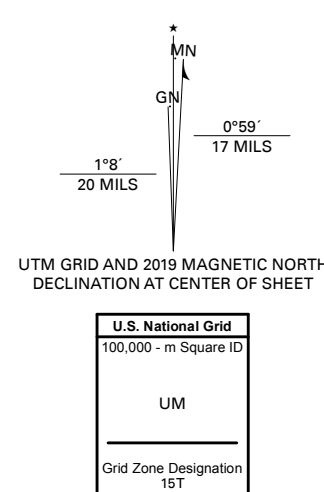 ★
MN
GN
0°59´
17 MILS
1°8´
20 MILS
UTM GRID AND 2019 MAGNETIC NORTH
DECLINATION AT CENTER OF SHEET
U.S. National Grid
100,000 - m Square ID
UM
Grid Zone Designation
15T